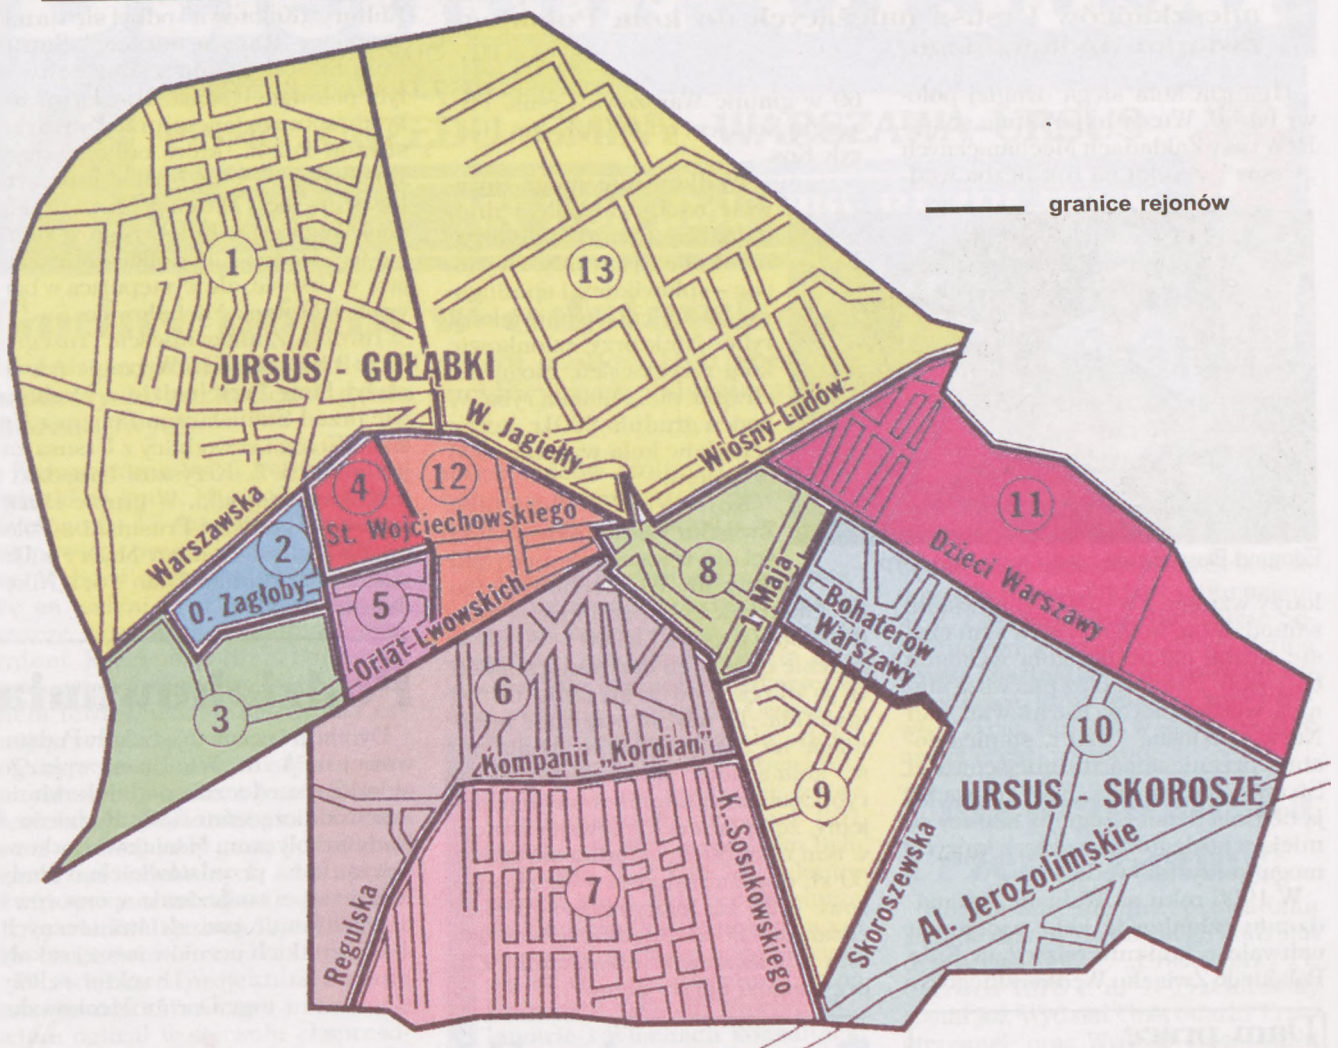 granice rejonów
1
13
URSUS - GOŁĄBKI
W. Jagiełły
Wiosny-Ludów
Warszawska
4
12
11
St. Wojciechowskiego
2
O. Zagłoby
5
8
1 Maja
Dzieci Warszawy
Orląt-Lwowskich
Bohaterów
Warszawy
3
6
10
Kompanii „Kordian"
9
URSUS - SKOROSZE
7
K. Sosnkowskiego
Skoroszewska
Al. Jerozolimskie
Regulska